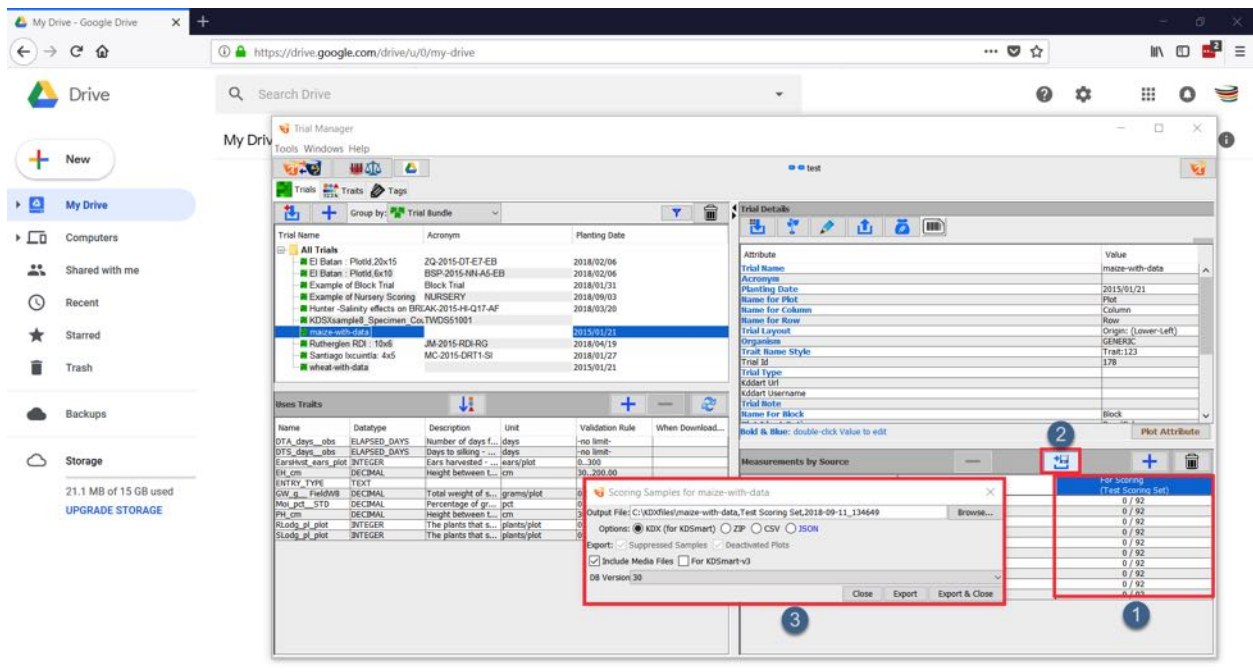 My Drive - Google Drive
https://drive.google.com/drive/u/0/my-drive
2
Drive
Search Drive
My Driv
New
My Drive
Computers
Shared with me
Recent
Starred
Trash
Backups
Storage
21.1 MB of 15 GB used
UPGRADE STORAGE
Trial Manager
Tools Windows Help
test
Trials Traits Tags
Group by: Trial Bundle
Trial Name Acronym Planting Date
All Trials
El Batan : PlotId,20x15 ZQ-2015-DT-E7-EB 2018/02/06
El Batan : PlotId,6x10 BSP-2015-NN-A5-EB 2018/02/06
Example of Block Trial Block Trial 2018/01/31
Example of Nursery Scoring NURSERY 2018/09/03
Hunter -Salinity effects on BRI AK-2015-HI-Q17-AF 2018/03/20
KDSXsample8_Specimen_Cou TWDS51001
maize-with-data 2015/01/21
Rutherglen RDI : 10x6 JM-2015-RDI-RG 2018/04/19
Santiago Ixcuintla: 4x5 MC-2015-DRT1-SI 2018/01/27
wheat-with-data 2015/01/21
Uses Traits
Name Datatype Description Unit Validation Rule When Download...
DTA_days__obs ELAPSED_DAYS Number of days f... days -no limit-
DTS_days__obs ELAPSED_DAYS Days to silking - ... days -no limit-
EarsHvst_ears_plot INTEGER Ears harvested - ... ears/plot 0..300
EH_cm DECIMAL Height between t... cm 30..200.00
ENTRY_TYPE TEXT
GW_g__FieldWB DECIMAL Total weight of s... grams/plot 0
Moi_pct__STD DECIMAL Percentage of gr... pct 0
PH_cm DECIMAL Height between t... cm 3
RLodg_pl_plot INTEGER The plants that s... plants/plot 0
SLodg_pl_plot INTEGER The plants that s... plants/plot 0
Trial Details
Attribute Value
Trial Name maize-with-data
Acronym
Planting Date 2015/01/21
Name for Plot Plot
Name for Column Column
Name for Row Row
Trial Layout Origin: (Lower-Left)
Organism GENERIC
Trait Name Style Trait:123
Trial Id 178
Trial Type
Kddart Url
Kddart Username
Trial Note
Name For Block Block
Bold & Blue: double-click Value to edit
Plot Attribute
2
Measurements by Source
For Scoring
(Test Scoring Set)
0 / 92
0 / 92
0 / 92
0 / 92
0 / 92
0 / 92
0 / 92
0 / 92
0 / 92
0 / 92
1
Scoring Samples for maize-with-data
Output File: C:\KDXfiles\maize-with-data,Test Scoring Set,2018-09-11_134649 Browse...
Options: KDX (for KDSmart) ZIP CSV JSON
Export: Suppressed Samples Deactivated Plots
Include Media Files For KDSmart-v3
DB Version 30
Close Export Export & Close
3